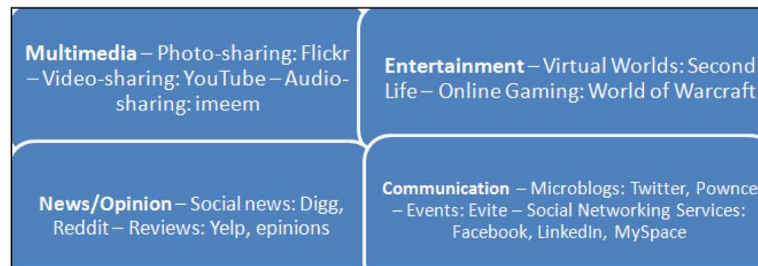 Multimedia – Photo-sharing: Flickr
– Video-sharing: YouTube – Audio-
sharing: imeem
Entertainment – Virtual Worlds: Second
Life – Online Gaming: World of Warcraft
News/Opinion – Social news: Digg,
Reddit – Reviews: Yelp, epinions
Communication – Microblogs: Twitter, Pownce
– Events: Evite – Social Networking Services:
Facebook, LinkedIn, MySpace